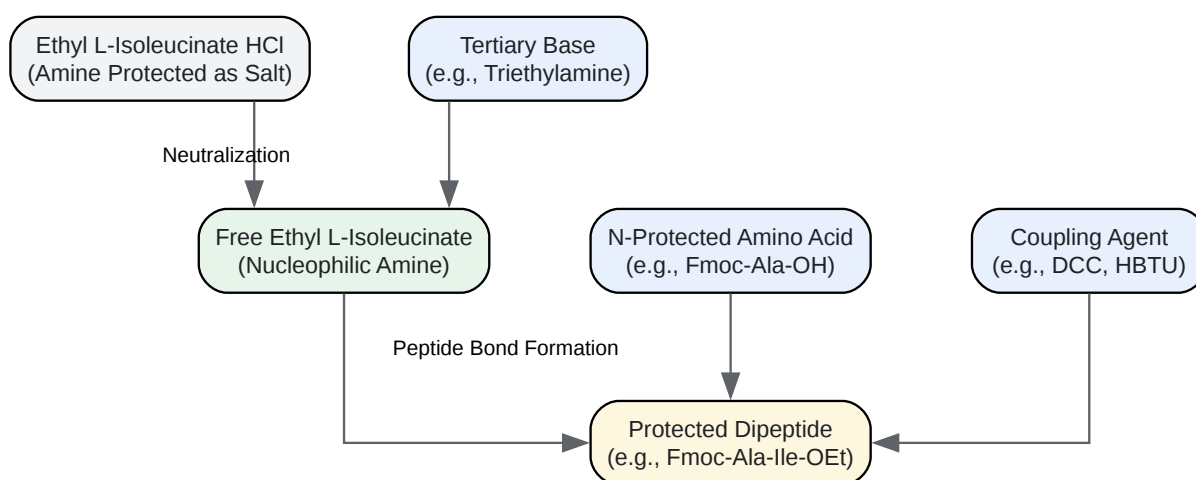 Ethyl L-Isoleucinate HCl
(Amine Protected as Salt)
Tertiary Base
(e.g., Triethylamine)
Neutralization
Free Ethyl L-Isoleucinate
(Nucleophilic Amine)
N-Protected Amino Acid
(e.g., Fmoc-Ala-OH)
Coupling Agent
(e.g., DCC, HBTU)
Peptide Bond Formation
Protected Dipeptide
(e.g., Fmoc-Ala-Ile-OEt)